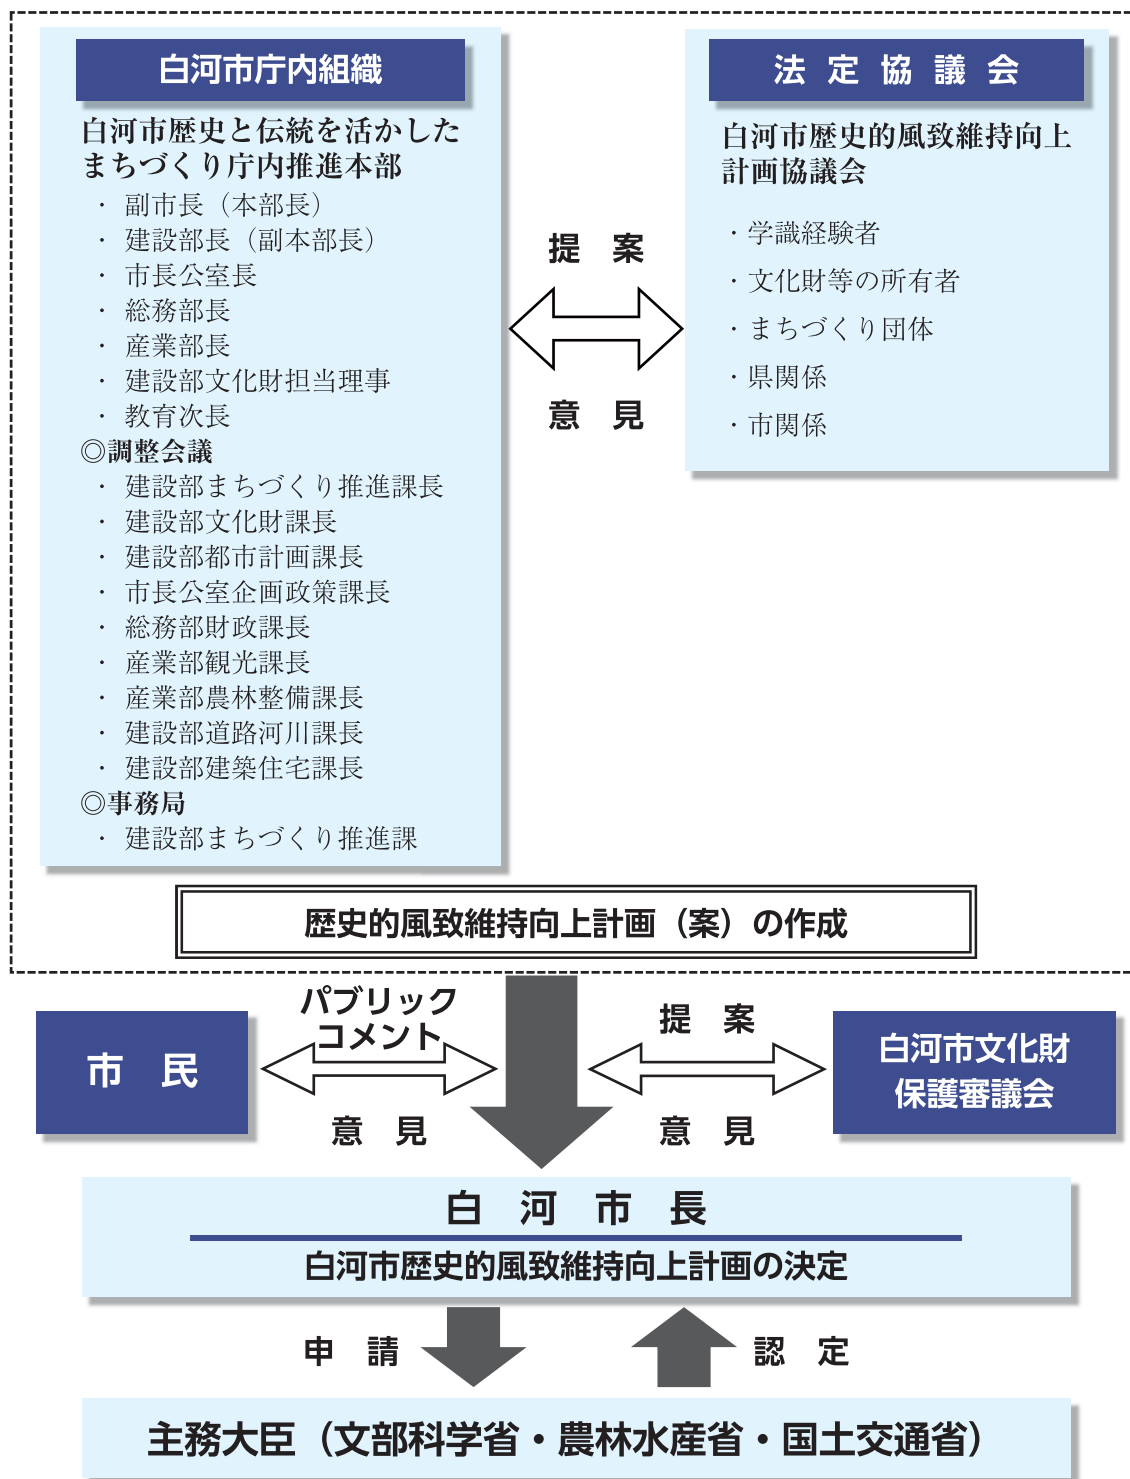 白河市庁内組織
白河市歴史と伝統を活かした
まちづくり庁内推進本部
・ 副市長（本部長）
・ 建設部長（副本部長）
・ 市長公室長
・ 総務部長
・ 産業部長
・ 建設部文化財担当理事
・ 教育次長
◎調整会議
・ 建設部まちづくり推進課長
・ 建設部文化財課長
・ 建設部都市計画課長
・ 市長公室企画政策課長
・ 総務部財政課長
・ 産業部観光課長
・ 産業部農林整備課長
・ 建設部道路河川課長
・ 建設部建築住宅課長
◎事務局
・ 建設部まちづくり推進課
提　案
意　見
法 定 協 議 会
白河市歴史的風致維持向上
計画協議会
・学識経験者
・文化財等の所有者
・まちづくり団体
・県関係
・市関係
歴史的風致維持向上計画（案）の作成
市　民
パブリック
コメント
意　見
提　案
意　見
白河市文化財
保護審議会
白　河　市　長
白河市歴史的風致維持向上計画の決定
申　請
認　定
主務大臣（文部科学省・農林水産省・国土交通省）